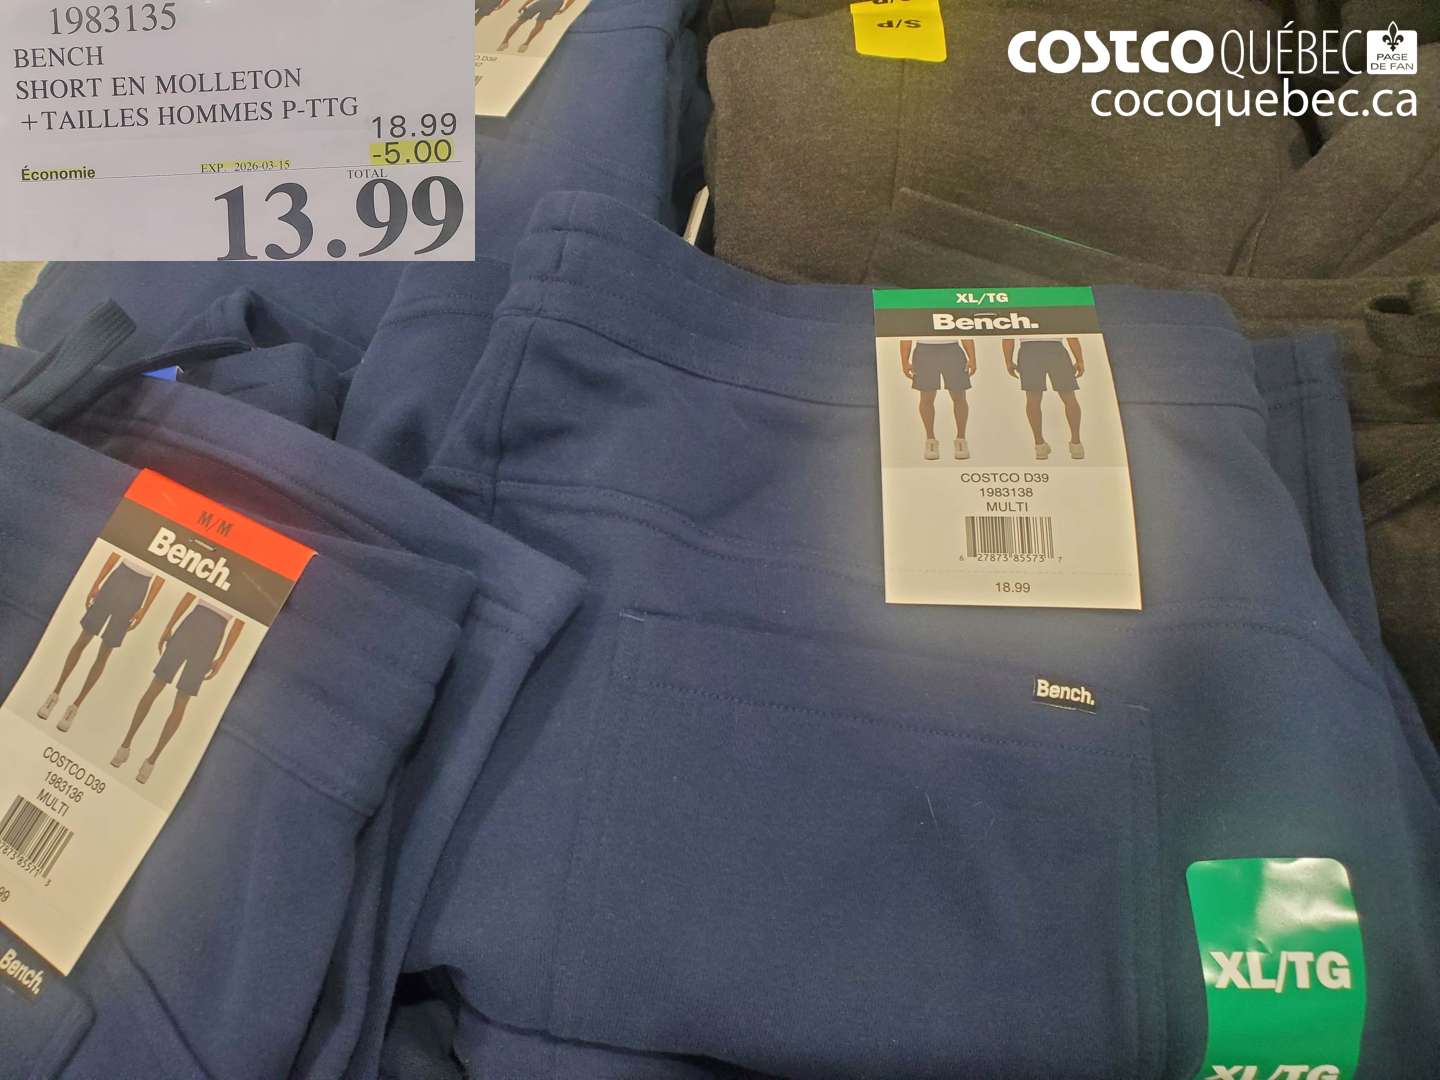 1983135
BENCH
SHORT EN MOLLETON
+TAILLES HOMMES P-TTG
18.99
-5.00
Économie
EXP. 2026-03-15
TOTAL
13.99
S/P
COSTCO QUÉBEC
PAGE
DE FAN
cocoquebec.ca
XL/TG
Bench.
COSTCO D39
1983138
MULTI
6 27873 85573 7
18.99
Bench.
M/M
Bench.
COSTCO D39
1983136
MULTI
Bench.
XL/TG
XL/TG